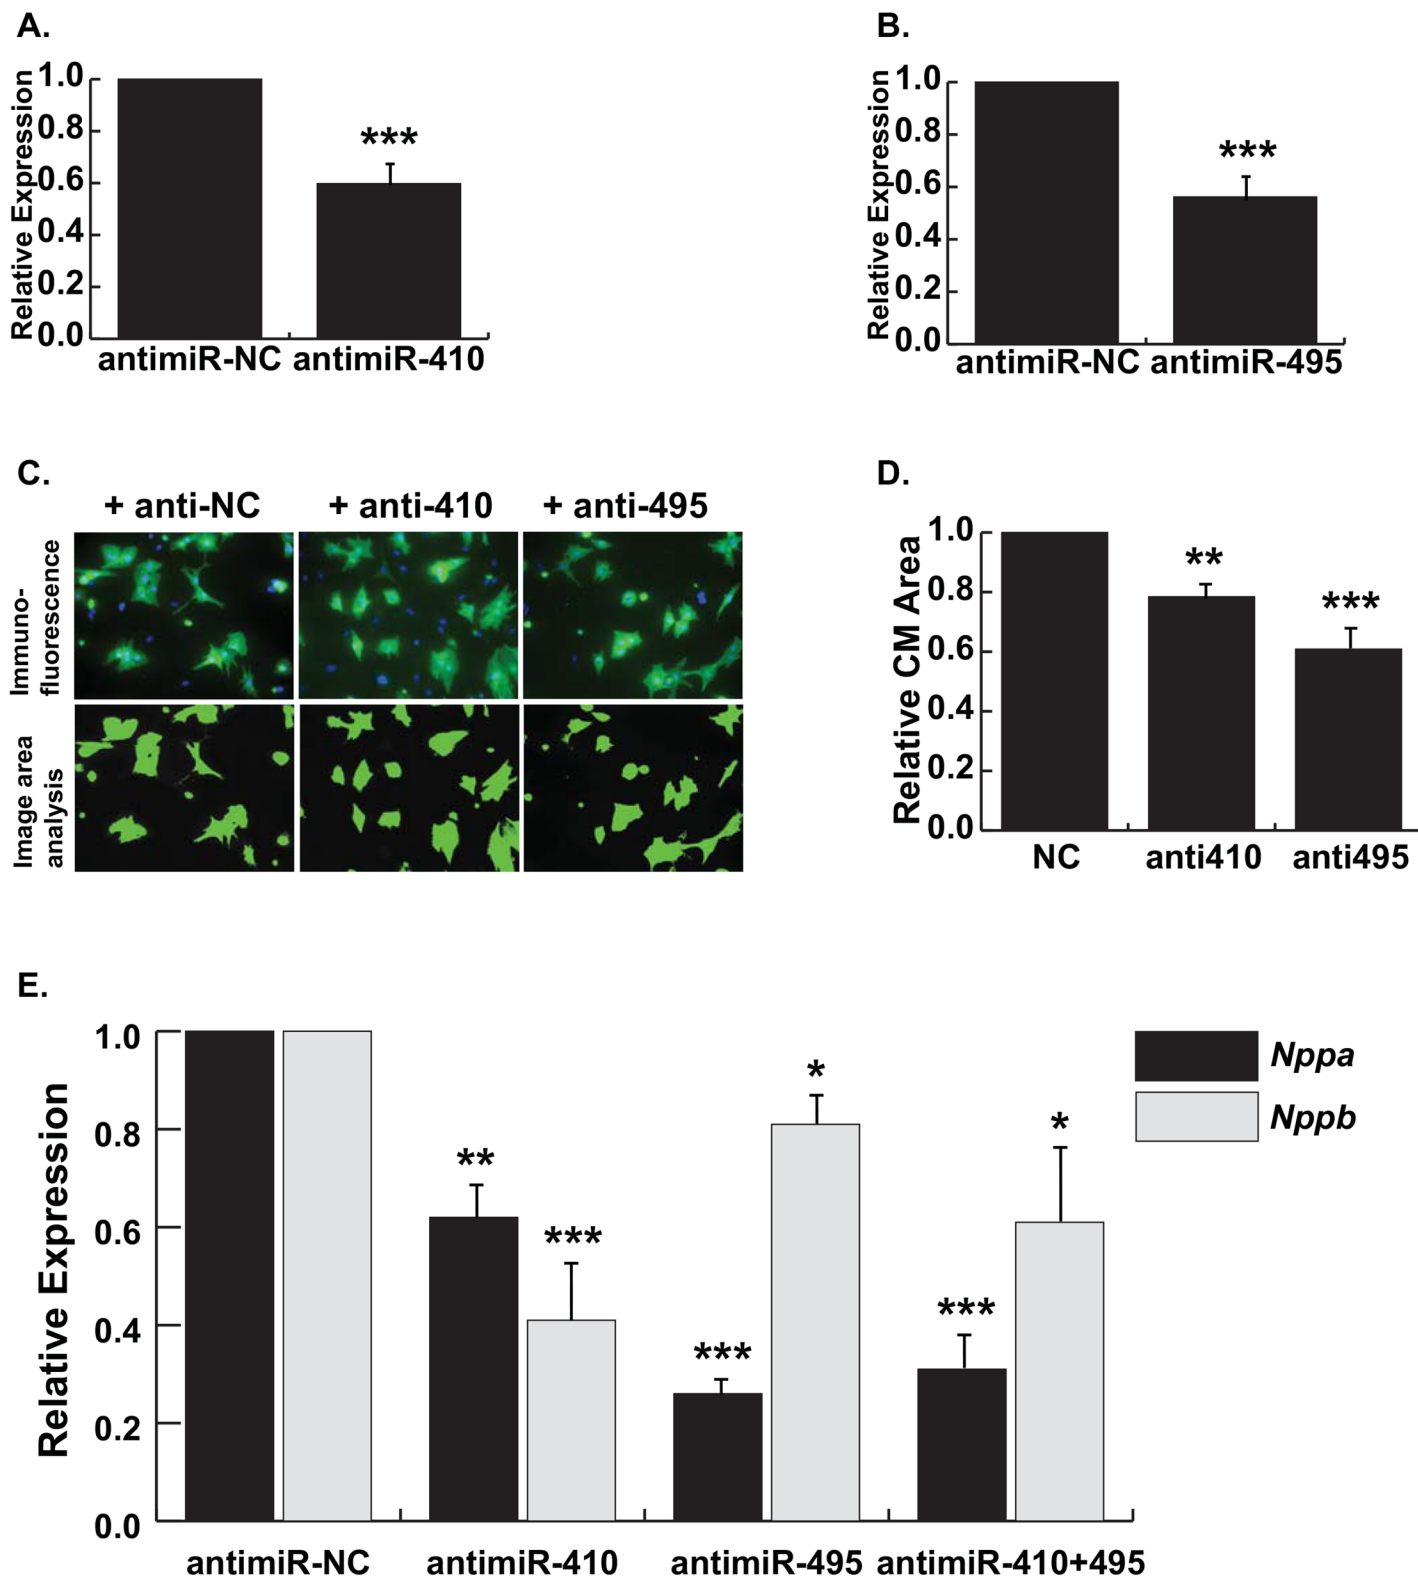 A.
Relative Expression
1.0
0.8
0.6
0.4
0.2
0.0
***
antimiR-NC antimiR-410
B.
Relative Expression
1.0
0.8
0.6
0.4
0.2
0.0
***
antimiR-NC antimiR-495
C.
+ anti-NC + anti-410 + anti-495
Immuno-
fluorescence
Image area
analysis
D.
Relative CM Area
1.0
0.8
0.6
0.4
0.2
0.0
**
***
NC anti410 anti495
E.
Relative Expression
1.0
0.8
0.6
0.4
0.2
0.0
**
***
***
*
***
*
antimiR-NC antimiR-410 antimiR-495 antimiR-410+495
Nppa
Nppb